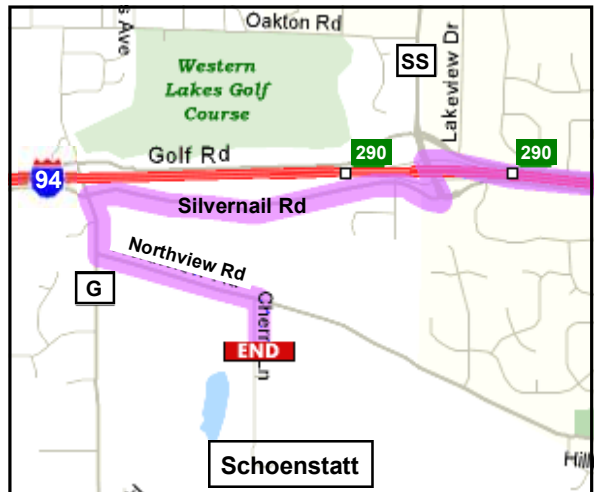 s Ave
Oakton Rd
SS
Lakeview Dr
Western
Lakes Golf
Course
Golf Rd
290
290
94
Silvernail Rd
Northview Rd
G
END
Schoenstatt